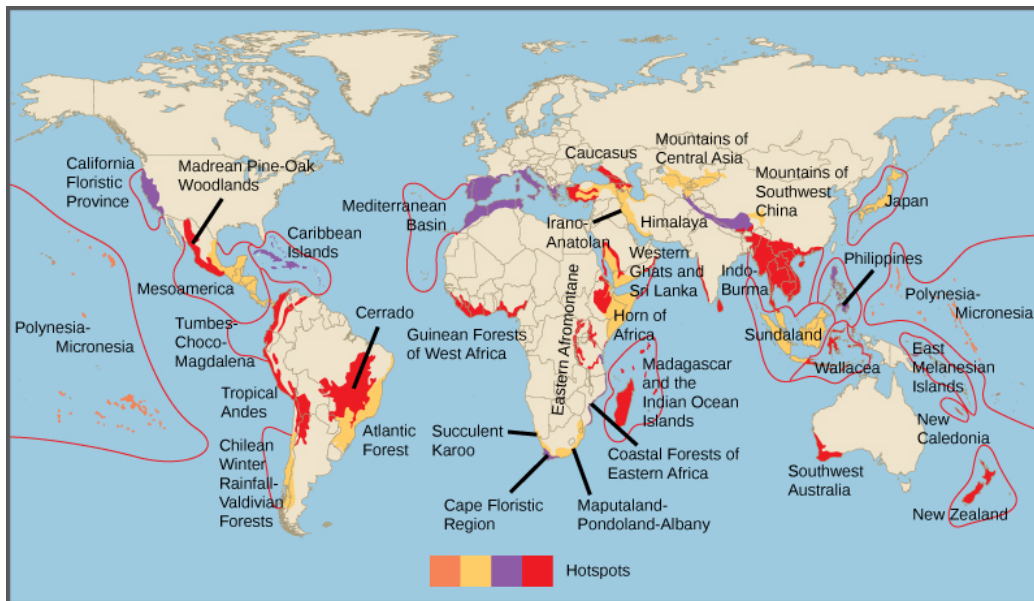 California
Floristic
Province
Madrean Pine-Oak
Woodlands
Caribbean
Islands
Mesoamerica
Polynesia-
Micronesia
Tumbes-
Choco-
Magdalena
Tropical
Andes
Chilean
Winter
Rainfall-
Valdivian
Forests
Cerrado
Atlantic
Forest
Mediterranean
Basin
Caucasus
Irano-
Anatolan
Mountains of
Central Asia
Mountains of
Southwest
China
Himalaya
Japan
Western
Ghats and
Sri Lanka
Indo-
Burma
Philippines
Guinean Forests
of West Africa
Eastern Afromontane
Horn of
Africa
Sundaland
Wallacea
Polynesia-
Micronesia
East
Melanesian
Islands
New
Caledonia
Madagascar
and the
Indian Ocean
Islands
Succulent
Karoo
Coastal Forests of
Eastern Africa
Cape Floristic
Region
Maputaland-
Pondoland-Albany
Southwest
Australia
New Zealand
Hotspots